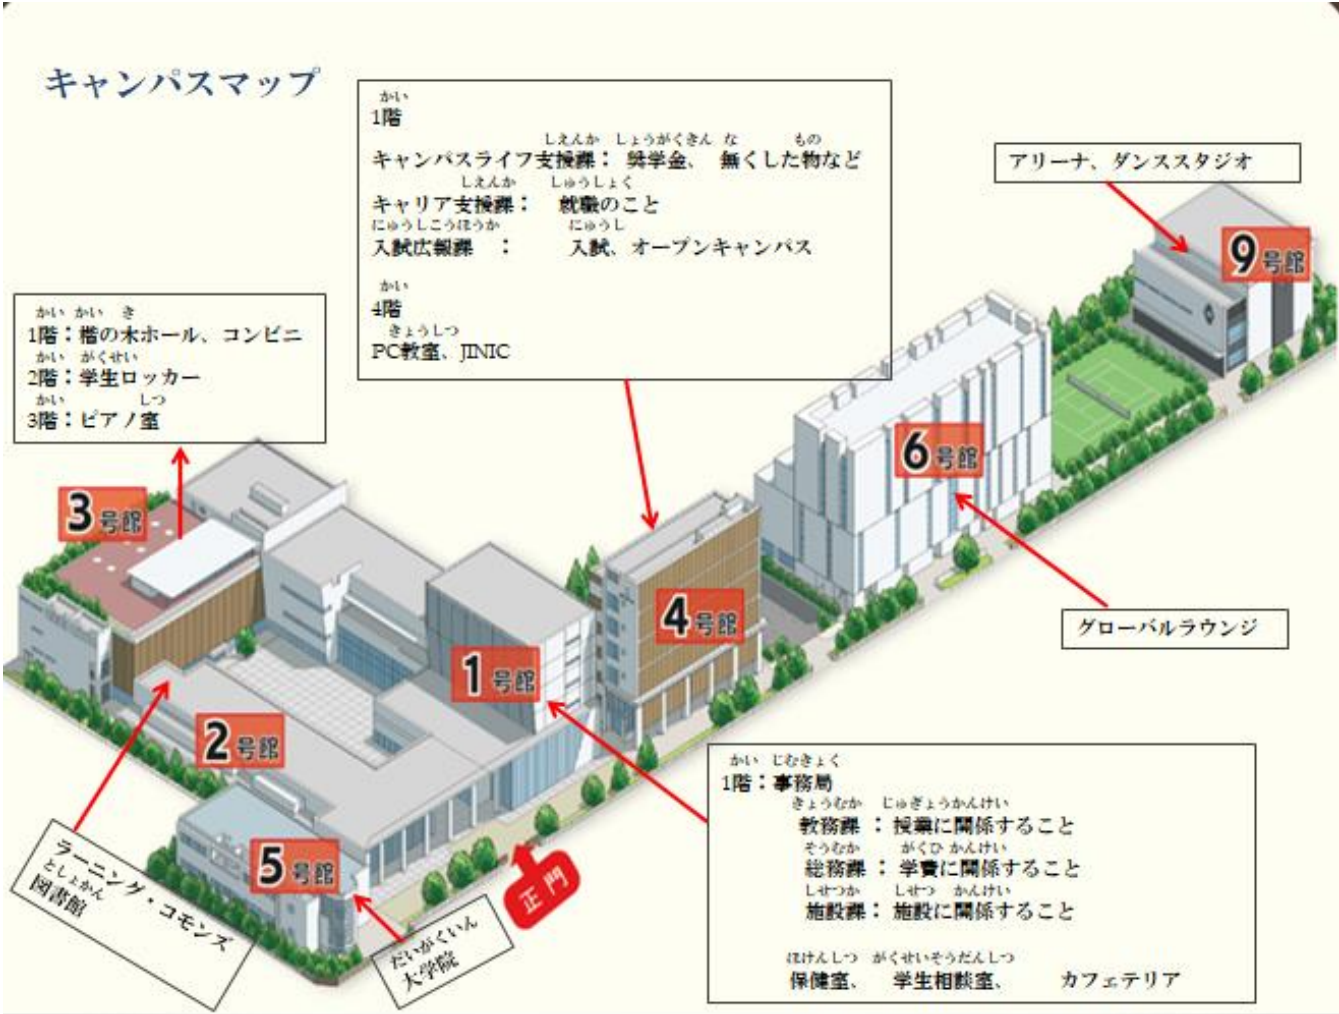 キャンパスマップ
かい
1階
しえんか しょうがくきん な もの
キャンパスライフ支援課： 奨学金、 無くした物など
しえんか しゅうしょく
キャリア支援課： 就職のこと
にゅうしこうほうか にゅうし
入試広報課 ： 入試、オープンキャンパス
かい
4階
きょうしつ
PC教室、JINIC
アリーナ、ダンススタジオ
9号館
かい かい き
1階：楷の木ホール、コンビニ
かい がくせい
2階：学生ロッカー
かい しつ
3階：ピアノ室
6号館
3号館
4号館
グローバルラウンジ
1号館
2号館
かい じむきょく
1階：事務局
きょうむか じゅぎょうかんけい
教務課 ： 授業に関係すること
そうむか がくひ かんけい
総務課 ： 学費に関係すること
しせつか しせつ かんけい
施設課： 施設に関係すること
ほけんしつ がくせいそうだんしつ
保健室、 学生相談室、 カフェテリア
5号館
正門
ラーニング・コモンズ
としょかん
図書館
だいがくいん
大学院